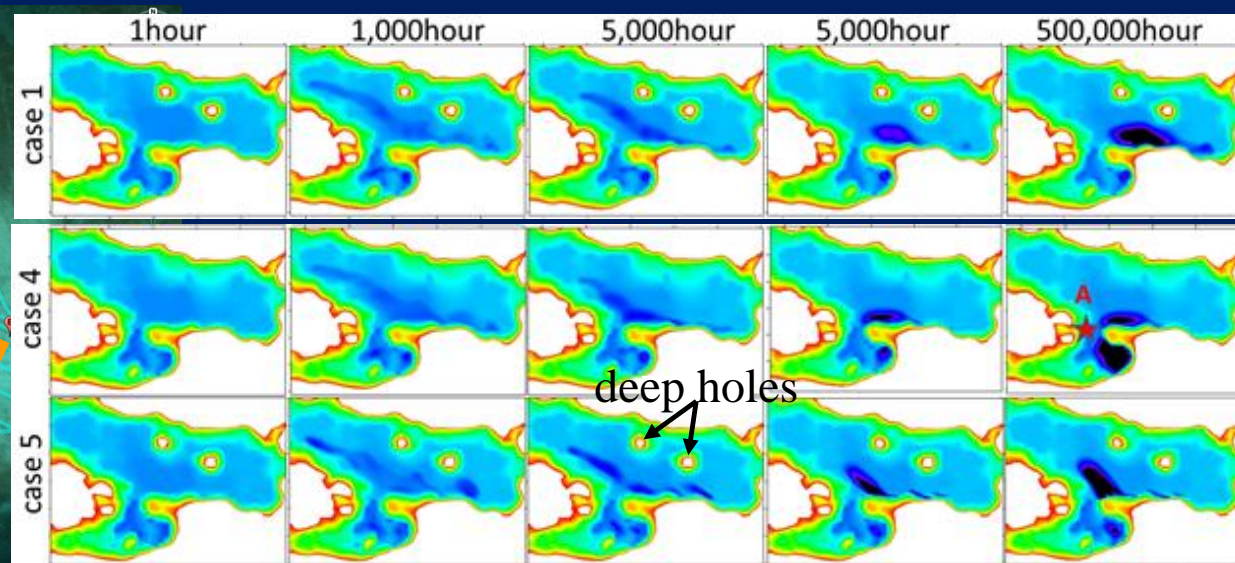 1hour 1,000hour 5,000hour 5,000hour 500,000hour
case 1
case 4
A
deep holes
case 5